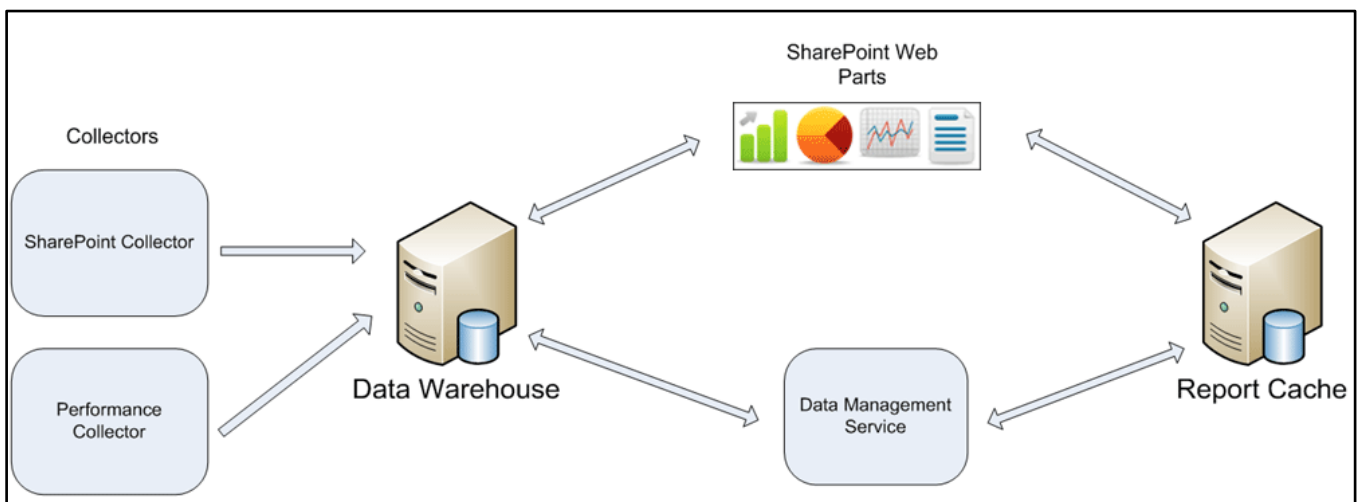 SharePoint Web
Parts
Collectors
SharePoint Collector
Performance
Collector
Data Warehouse
Data Management
Service
Report Cache